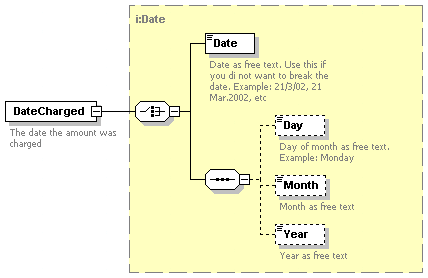 i:Date
Date
Date as free text. Use this if
you di not want to break the
date. Example: 21/3/02, 21
Mar.2002, etc
DateCharged
The date the amount was
charged
Day
Day of month as free text.
Example: Monday
Month
Month as free text
Year
Year as free text